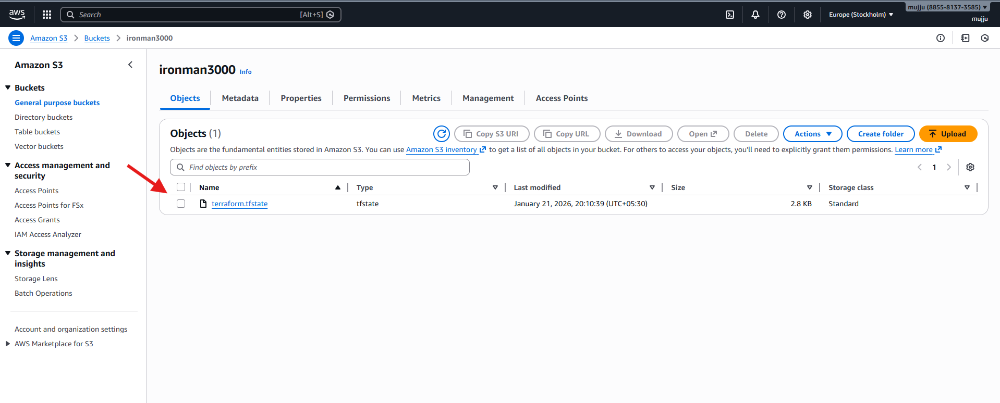 aws
Search [Alt+S]
Europe (Stockholm)
mujju (8855-8137-3585)
mujju
Amazon S3 Buckets ironman3000
Amazon S3
Buckets
General purpose buckets
Directory buckets
Table buckets
Vector buckets
Access management and
security
Access Points
Access Points for FSx
Access Grants
IAM Access Analyzer
Storage management and
insights
Storage Lens
Batch Operations
Account and organization settings
AWS Marketplace for S3
ironman3000 Info
Objects Metadata Properties Permissions Metrics Management Access Points
Objects (1)
Copy S3 URI Copy URL Download Open Delete Actions Create folder Upload
Objects are the fundamental entities stored in Amazon S3. You can use Amazon S3 inventory to get a list of all objects in your bucket. For others to access your objects, you'll need to explicitly grant them permissions. Learn more
Find objects by prefix
1
Name Type Last modified Size Storage class
terraform.tfstate tfstate January 21, 2026, 20:10:39 (UTC+05:30) 2.8 KB Standard